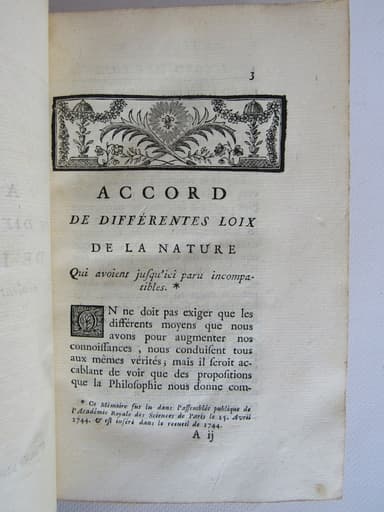 3
ACCORD
DE DIFFÉRENTES LOIX
DE LA NATURE
Qui avoient jusqu'ici paru incompa-
tibles. *
ON ne doit pas exiger que les
différents moyens que nous
avons pour augmenter nos
connoissances, nous conduisent tous
aux mêmes vérités; mais il seroit ac-
cablant de voir que des propositions
que la Philosophie nous donne com-
* Ce Mémoire fut lu dans l'assemblée publique de
l'Académie Royale des Sciences de Paris le 15. Avril
1744. & est inséré dans le recueil de 1744.
A ij